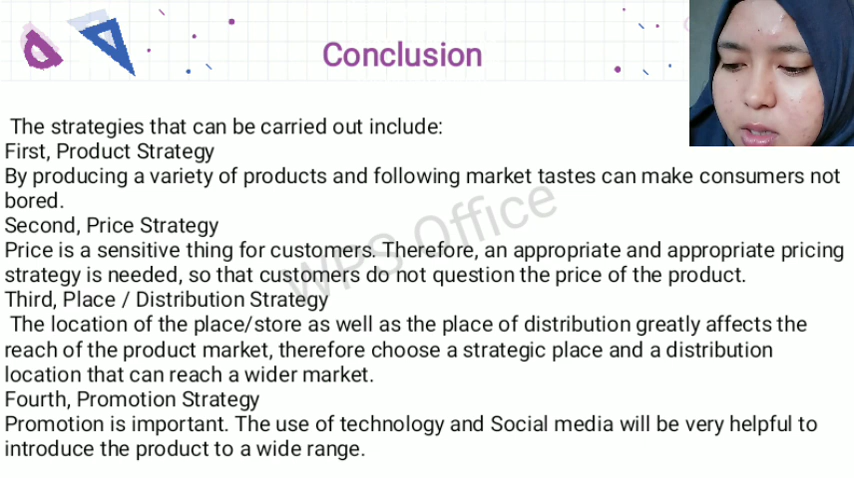 Conclusion
The strategies that can be carried out include:
First, Product Strategy
By producing a variety of products and following market tastes can make consumers not
bored.
Second, Price Strategy
Price is a sensitive thing for customers. Therefore, an appropriate and appropriate pricing
strategy is needed, so that customers do not question the price of the product.
Third, Place / Distribution Strategy
The location of the place/store as well as the place of distribution greatly affects the
reach of the product market, therefore choose a strategic place and a distribution
location that can reach a wider market.
Fourth, Promotion Strategy
Promotion is important. The use of technology and Social media will be very helpful to
introduce the product to a wide range.
WPS Office